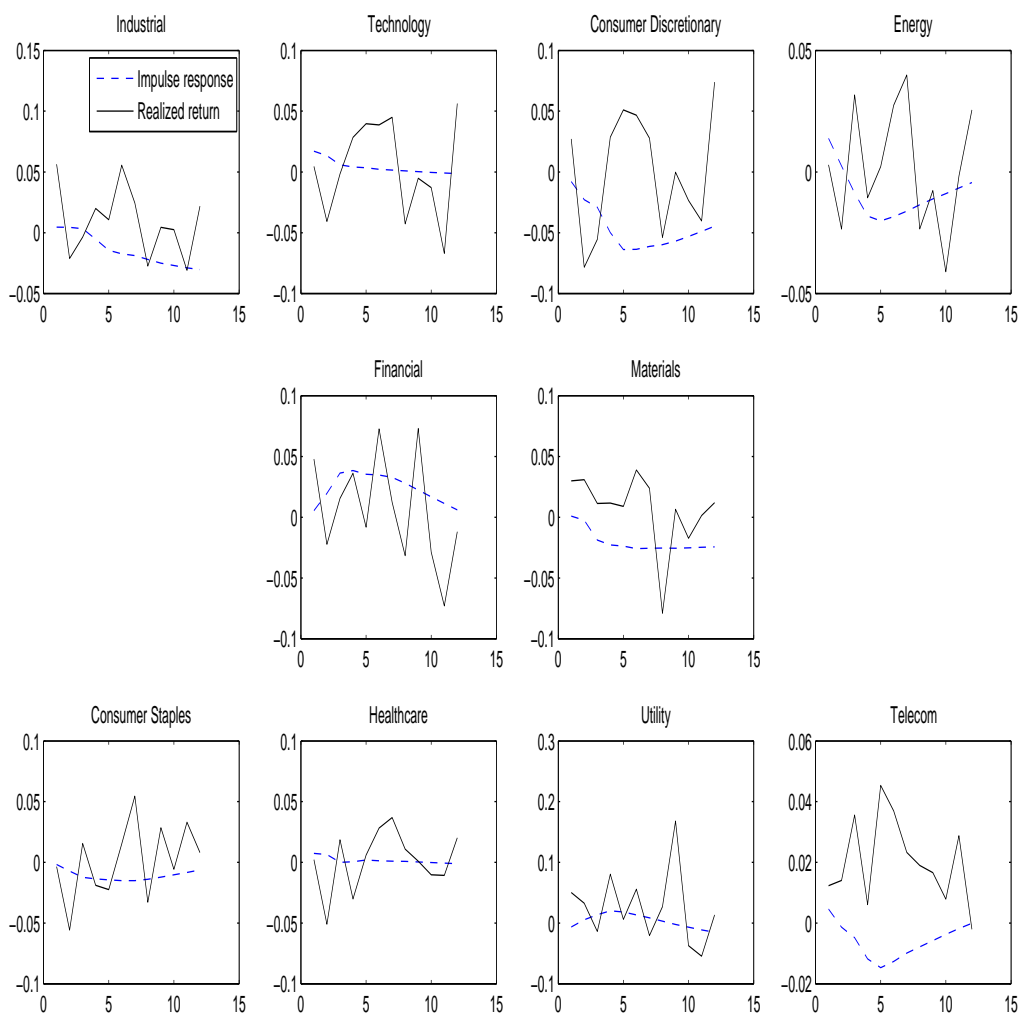 Industrial
Technology
Consumer Discretionary
Energy
0.15
0.1
0.05
0
−0.05
Impulse response
Realized return
0 5 10 15
0.1
0.05
0
−0.05
−0.1
0 5 10 15
0.1
0.05
0
−0.05
−0.1
0 5 10 15
0.05
0
−0.05
0 5 10 15
Financial
Materials
0.1
0.05
0
−0.05
−0.1
0 5 10 15
0.1
0.05
0
−0.05
−0.1
0 5 10 15
Consumer Staples
Healthcare
Utility
Telecom
0.1
0.05
0
−0.05
−0.1
0 5 10 15
0.1
0.05
0
−0.05
−0.1
0 5 10 15
0.3
0.2
0.1
0
−0.1
0 5 10 15
0.06
0.04
0.02
0
−0.02
0 5 10 15